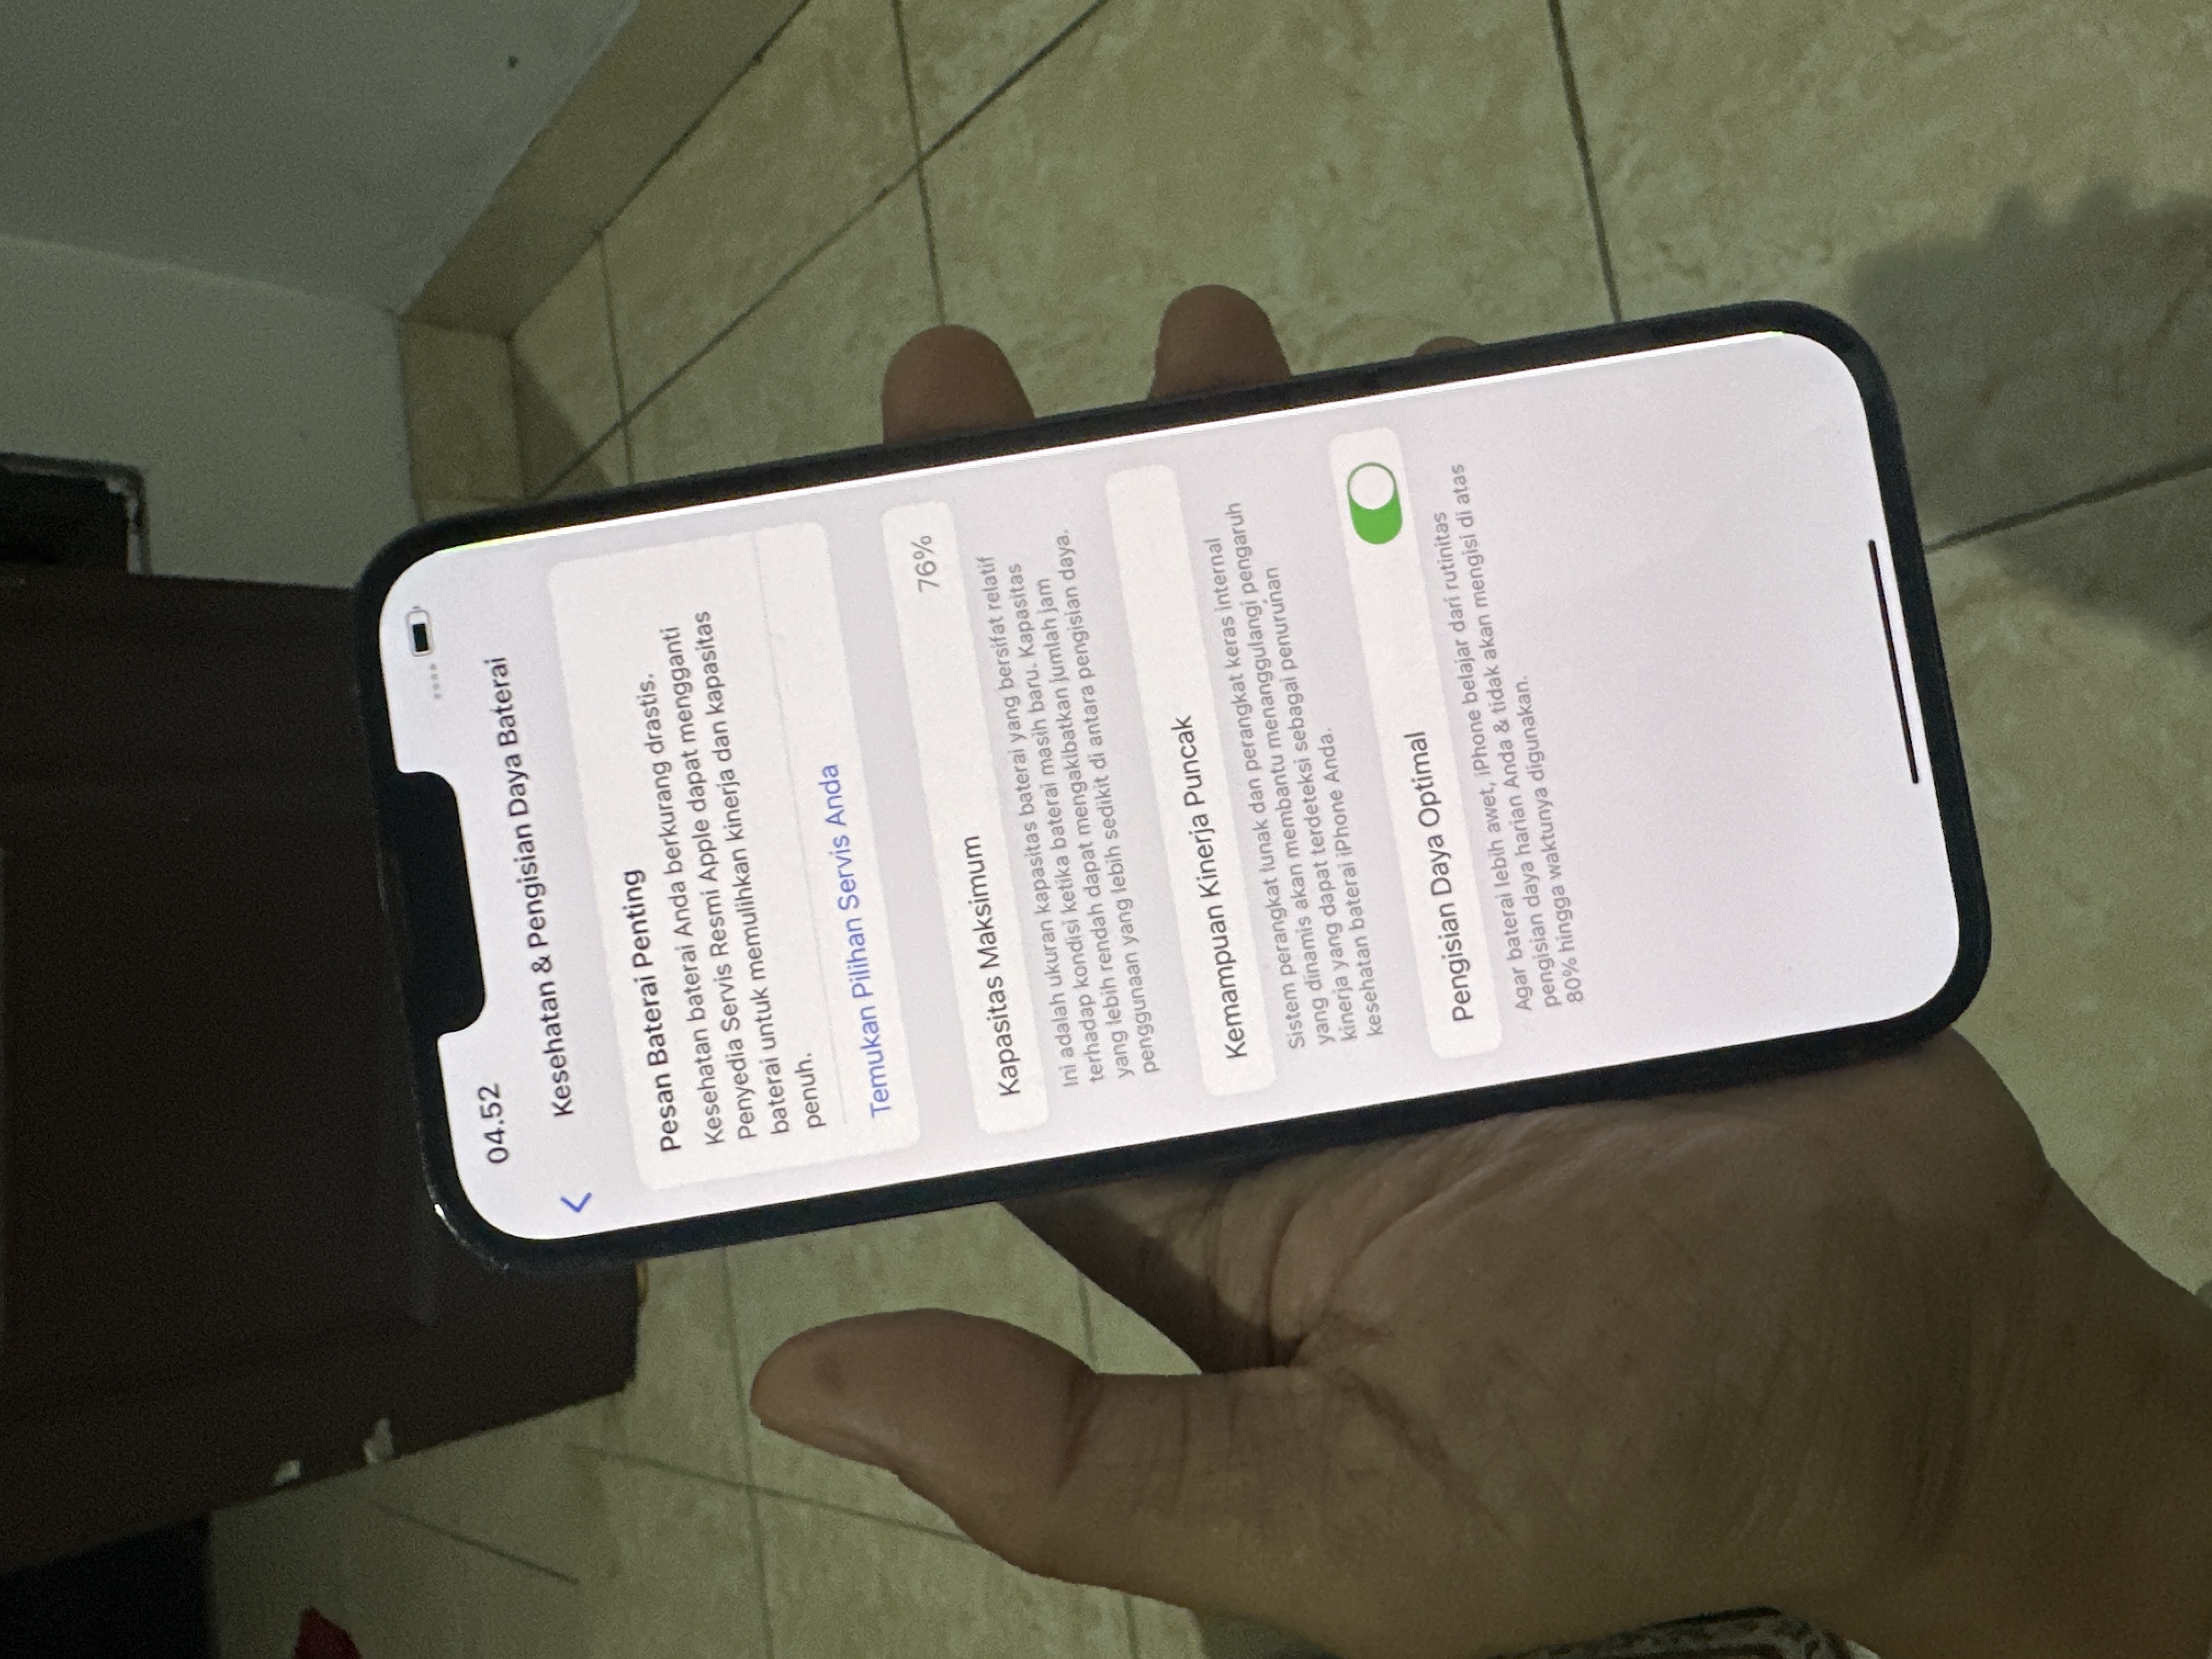 04.52
Kesehatan & Pengisian Daya Baterai
Pesan Baterai Penting
Kesehatan baterai Anda berkurang drastis.
Penyedia Servis Resmi Apple dapat mengganti
baterai untuk memulihkan kinerja dan kapasitas
penuh.
Temukan Pilihan Servis Anda
Kapasitas Maksimum 76%
Ini adalah ukuran kapasitas baterai yang bersifat relatif
terhadap kondisi ketika baterai masih baru. Kapasitas
yang lebih rendah dapat mengakibatkan jumlah jam
penggunaan yang lebih sedikit di antara pengisian daya.
Kemampuan Kinerja Puncak
Sistem perangkat lunak dan perangkat keras internal
yang dinamis akan membantu menanggulangi pengaruh
kinerja yang dapat terdeteksi sebagai penurunan
kesehatan baterai iPhone Anda.
Pengisian Daya Optimal
Agar baterai lebih awet, iPhone belajar dari rutinitas
pengisian daya harian Anda & tidak akan mengisi di atas
80% hingga waktunya digunakan.